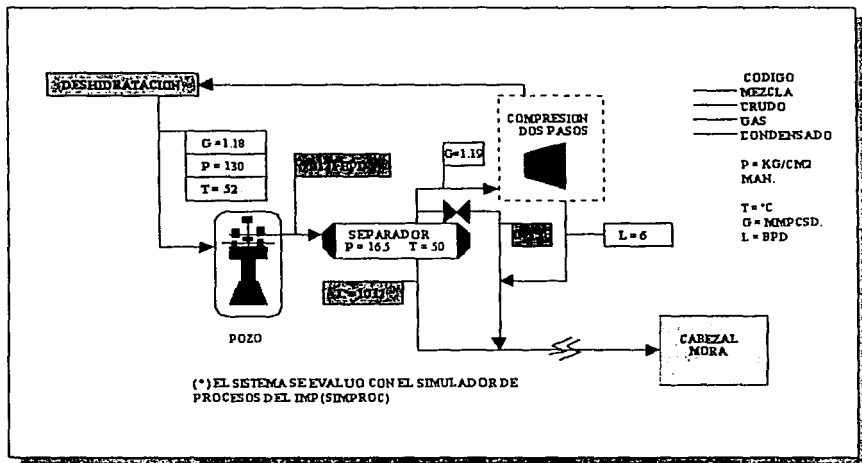 DESHIDRATACION
G =1.18
P = 130
T = 52
POZO
SEPARADOR
P = 16.5 T = 50
G=1.19
COMPRESION
DOS PASOS
L = 6
CABEZAL
MORA
CODIGO
MEZCLA
CRUDO
GAS
CONDENSADO
P = KG/CM2
MAN.
T = °C
G = MMPCSD.
L = BPD
(*) EL SISTEMA SE EVALUO CON EL SIMULADOR DE
PROCESOS DEL IMP (SIMPROC)